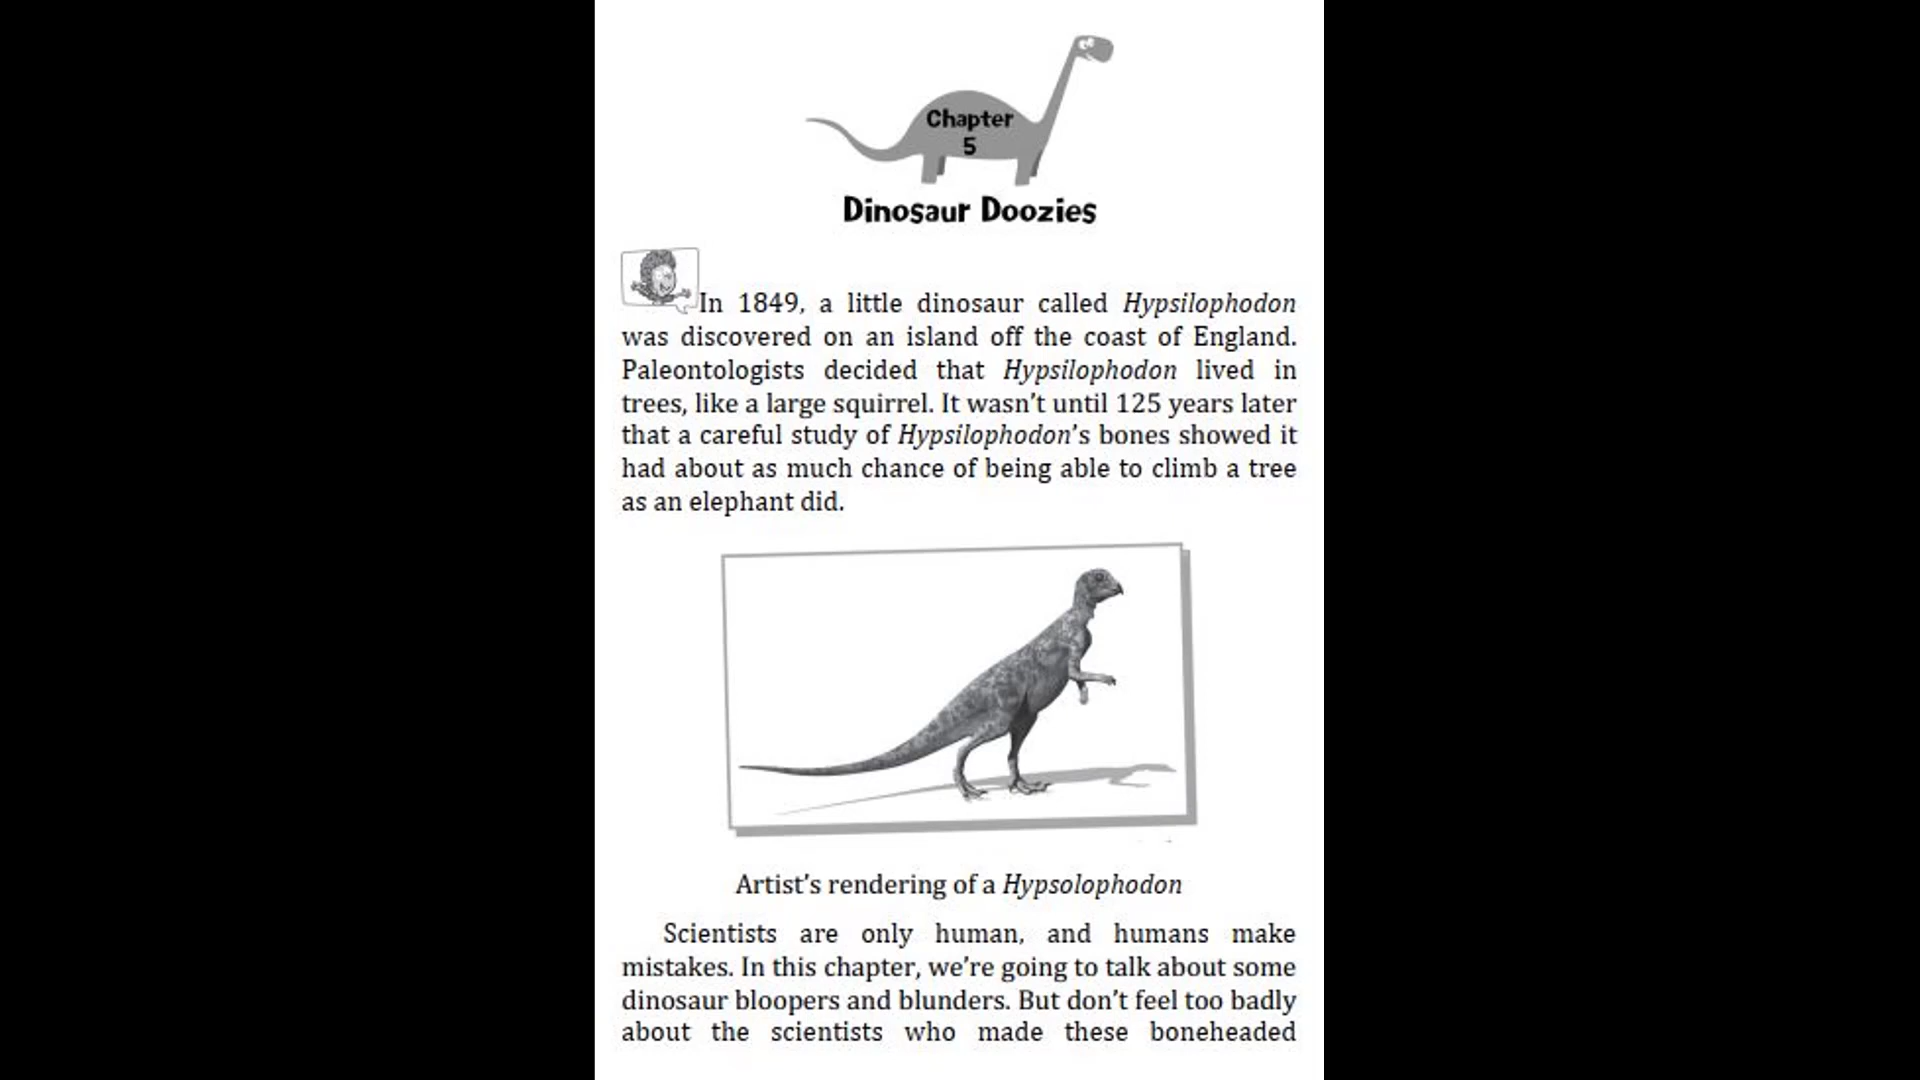 Chapter
5
Dinosaur Doozies
In 1849, a little dinosaur called Hypsilophodon
was discovered on an island off the coast of England.
Paleontologists decided that Hypsilophodon lived in
trees, like a large squirrel. It wasn’t until 125 years later
that a careful study of Hypsilophodon’s bones showed it
had about as much chance of being able to climb a tree
as an elephant did.
Artist’s rendering of a Hypsolophodon
Scientists are only human, and humans make
mistakes. In this chapter, we’re going to talk about some
dinosaur bloopers and blunders. But don’t feel too badly
about the scientists who made these boneheaded